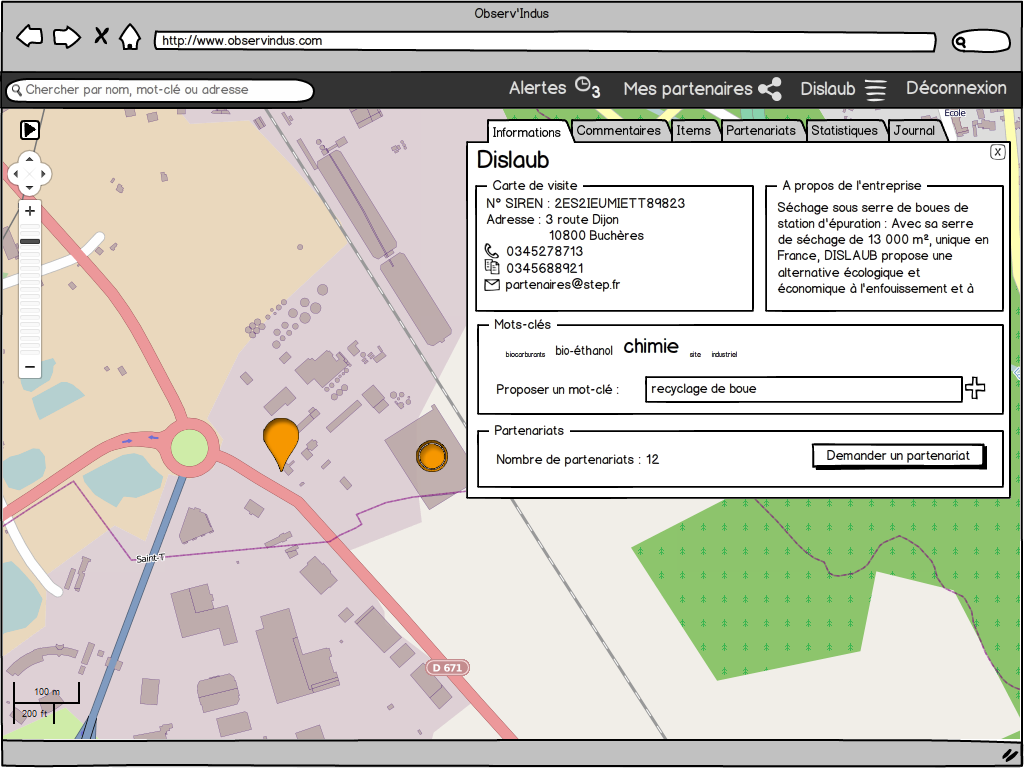 Observ'Indus
http://www.observindus.com
Chercher par nom, mot-clé ou adresse
Alertes 3 Mes partenaires Dislaub Déconnexion
Ecole
Informations Commentaires Items Partenariats Statistiques Journal
X
Dislaub
Carte de visite
N° SIREN : 2ES2IEUMIETT89823
Adresse : 3 route Dijon
10800 Buchères
0345278713
0345688921
partenaires@step.fr
A propos de l'entreprise
Séchage sous serre de boues de
station d'épuration : Avec sa serre
de séchage de 13 000 m², unique en
France, DISLAUB propose une
alternative écologique et
économique à l'enfouissement et à
Mots-clés
biocarburants bio-éthanol chimie site industriel
Proposer un mot-clé : recyclage de boue
Partenariats
Nombre de partenariats : 12 Demander un partenariat
Saint-T
D 671
100 m
200 ft